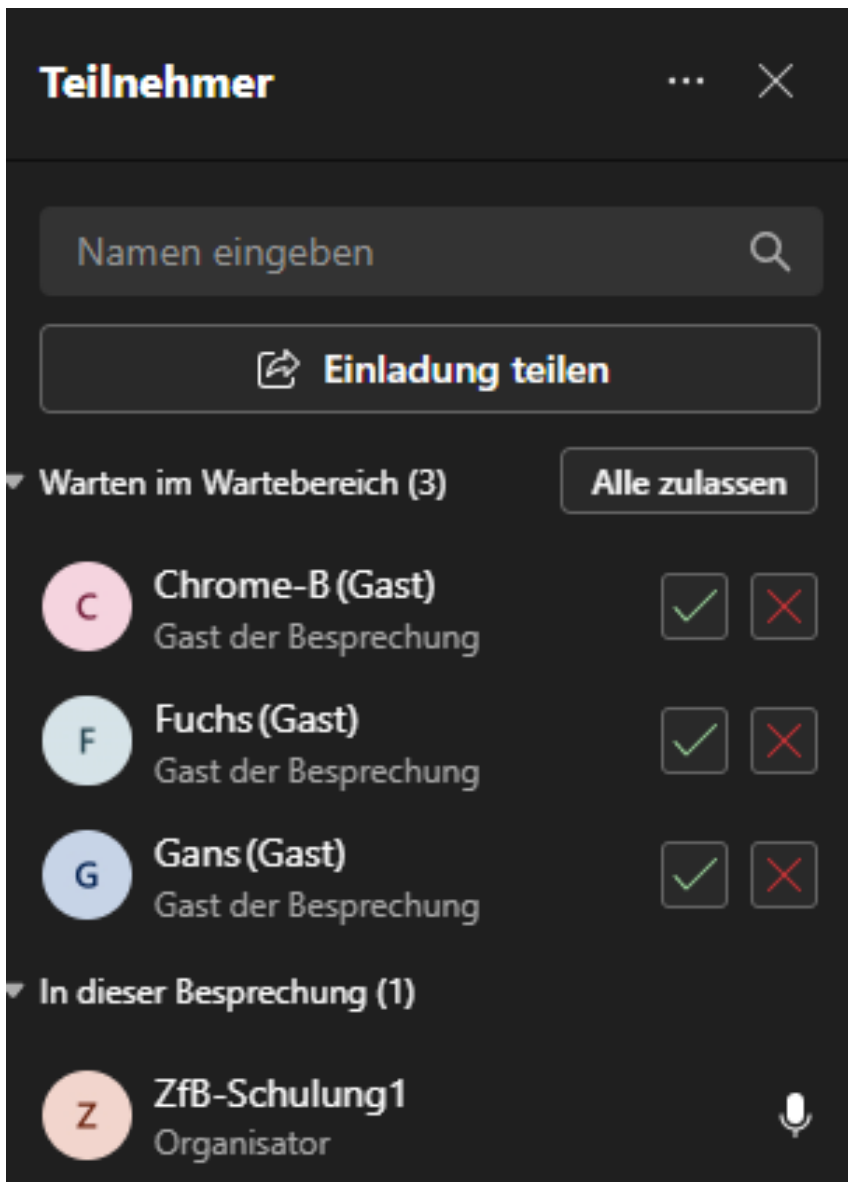 Teilnehmer
Namen eingeben
Einladung teilen
Warten im Wartebereich (3) Alle zulassen
C Chrome-B (Gast)
Gast der Besprechung
F Fuchs (Gast)
Gast der Besprechung
G Gans (Gast)
Gast der Besprechung
In dieser Besprechung (1)
Z ZfB-Schulung1
Organisator